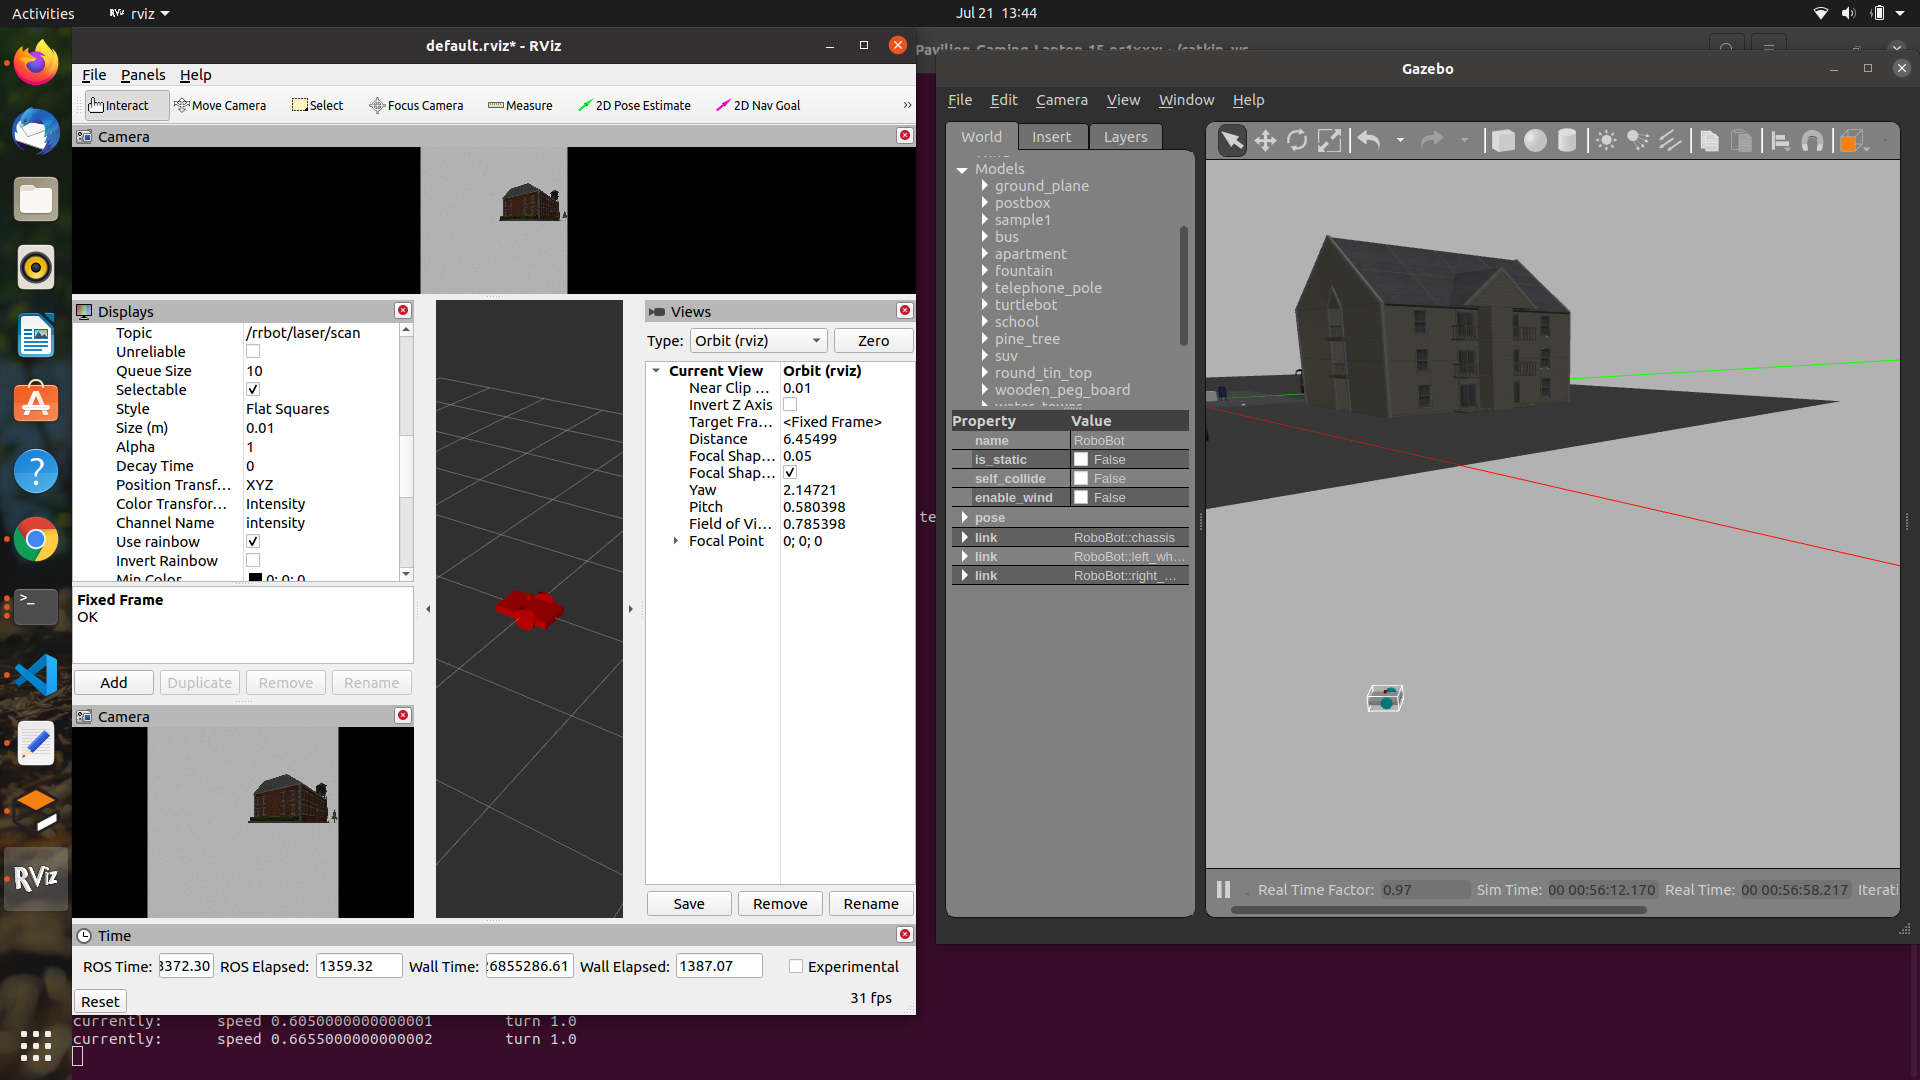 Activities
RViz rviz
Jul 21 13:44
default.rviz* - RViz
File Panels Help
Interact
Move Camera
Select
Focus Camera
Measure
2D Pose Estimate
2D Nav Goal
»
Camera
Displays
Topic /rrbot/laser/scan
Unreliable
Queue Size 10
Selectable
Style Flat Squares
Size (m) 0.01
Alpha 1
Decay Time 0
Position Transf... XYZ
Color Transfor... Intensity
Channel Name intensity
Use rainbow
Invert Rainbow
Min Color 0; 0; 0
Fixed Frame
OK
Add Duplicate Remove Rename
Camera
Views
Type: Orbit (rviz) Zero
Current View Orbit (rviz)
Near Clip ... 0.01
Invert Z Axis
Target Fra... <Fixed Frame>
Distance 6.45499
Focal Shap... 0.05
Focal Shap...
Yaw 2.14721
Pitch 0.580398
Field of Vi... 0.785398
Focal Point 0; 0; 0
Save Remove Rename
Time
ROS Time: 3372.30 ROS Elapsed: 1359.32 Wall Time: 26855286.61 Wall Elapsed: 1387.07 Experimental
Reset
31 fps
currently: speed 0.6050000000000001 turn 1.0
currently: speed 0.6655000000000002 turn 1.0
RViz
te
Gazebo
File Edit Camera View Window Help
World Insert Layers
Models
ground_plane
postbox
sample1
bus
apartment
fountain
telephone_pole
turtlebot
school
pine_tree
suv
round_tin_top
wooden_peg_board
Property Value
name RoboBot
is_static False
self_collide False
enable_wind False
pose
link RoboBot::chassis
link RoboBot::left_wh...
link RoboBot::right_...
Real Time Factor: 0.97 Sim Time: 00 00:56:12.170 Real Time: 00 00:56:58.217 Iterati